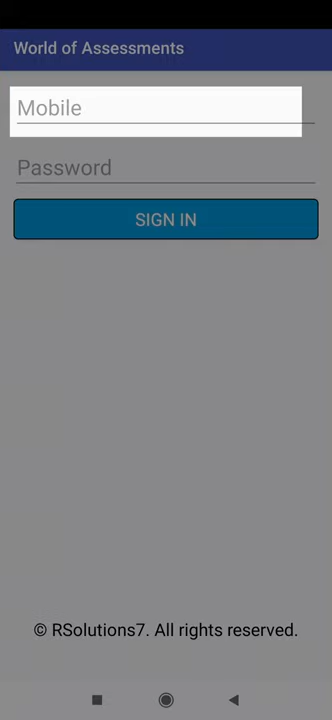 World of Assessments
Mobile
Password
SIGN IN
© RSolutions7. All rights reserved.